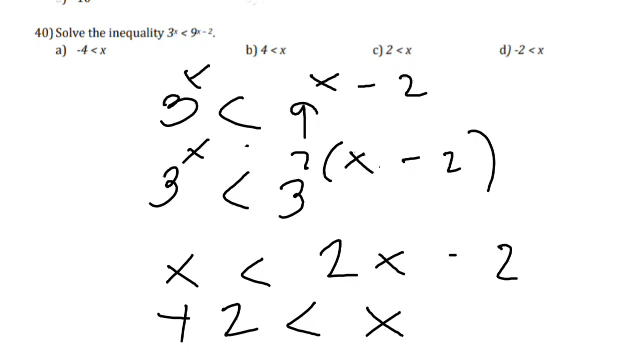 40) Solve the inequality 3ˣ < 9ˣ⁻².
a) -4 < x b) 4 < x c) 2 < x d) -2 < x
3ˣ < 9ˣ⁻²
3ˣ < 3²⁽ˣ⁻²⁾
x < 2x - 2
+2 < x